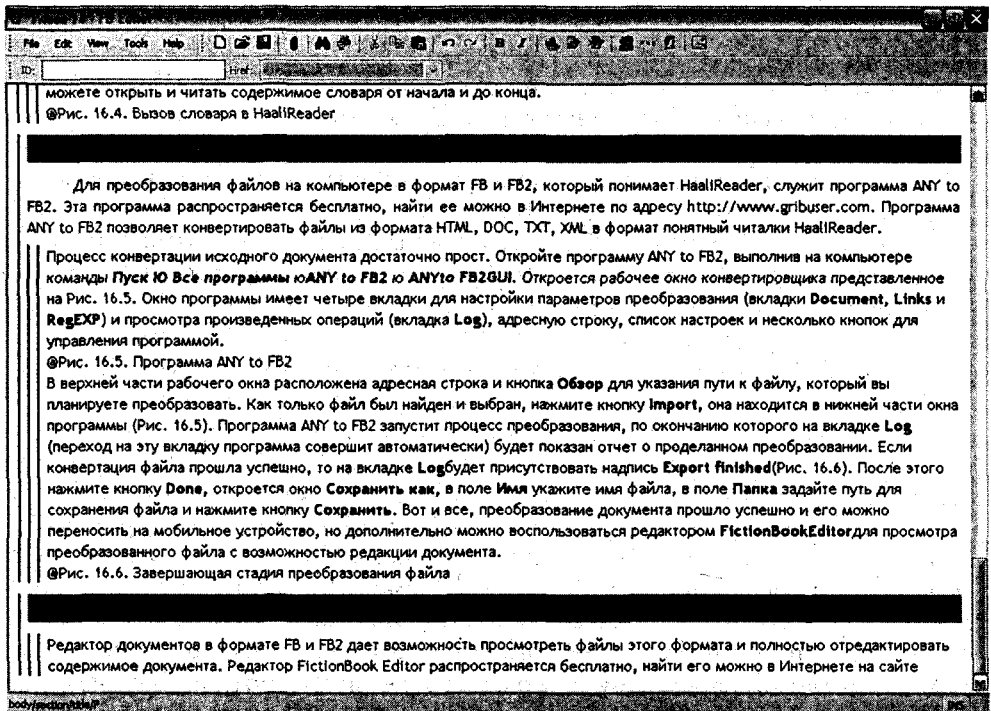 File Edit View Tools Help
ID: Href:
можете открыть и читать содержимое словаря от начала и до конца.
@Рис. 16.4. Вызов словаря в HaaliReader
Для преобразования файлов на компьютере в формат FB и FB2, который понимает HaaliReader, служит программа ANY to
FB2. Эта программа распространяется бесплатно, найти ее можно в Интернете по адресу http://www.gribuser.com. Программа
ANY to FB2 позволяет конвертировать файлы из формата HTML, DOC, TXT, XML в формат понятный читалки HaaliReader.
Процесс конвертации исходного документа достаточно прост. Откройте программу ANY to FB2, выполнив на компьютере
команды Пуск Ю Все программы юANY to FB2 ю ANYto FB2GUI. Откроется рабочее окно конвертировщика представленное
на Рис. 16.5. Окно программы имеет четыре вкладки для настройки параметров преобразования (вкладки Document, Links и
RegEXP) и просмотра произведенных операций (вкладка Log), адресную строку, список настроек и несколько кнопок для
управления программой.
@Рис. 16.5. Программа ANY to FB2
В верхней части рабочего окна расположена адресная строка и кнопка Обзор для указания пути к файлу, который вы
планируете преобразовать. Как только файл был найден и выбран, нажмите кнопку Import, она находится в нижней части окна
программы (Рис. 16.5). Программа ANY to FB2 запустит процесс преобразования, по окончанию которого на вкладке Log
(переход на эту вкладку программа совершит автоматически) будет показан отчет о проделанном преобразовании. Если
конвертация файла прошла успешно, то на вкладке Logбудет присутствовать надпись Export finished(Рис. 16.6). После этого
нажмите кнопку Done, откроется окно Сохранить как, в поле Имя укажите имя файла, в поле Папка задайте путь для
сохранения файла и нажмите кнопку Сохранить. Вот и все, преобразование документа прошло успешно и его можно
переносить на мобильное устройство, но дополнительно можно воспользоваться редактором FictionBookEditorдля просмотра
преобразованного файла с возможностью редакции документа.
@Рис. 16.6. Завершающая стадия преобразования файла
Редактор документов в формате FB и FB2 дает возможность просмотреть файлы этого формата и полностью отредактировать
содержимое документа. Редактор FictionBook Editor распространяется бесплатно, найти его можно в Интернете на сайте
body/section/title/P